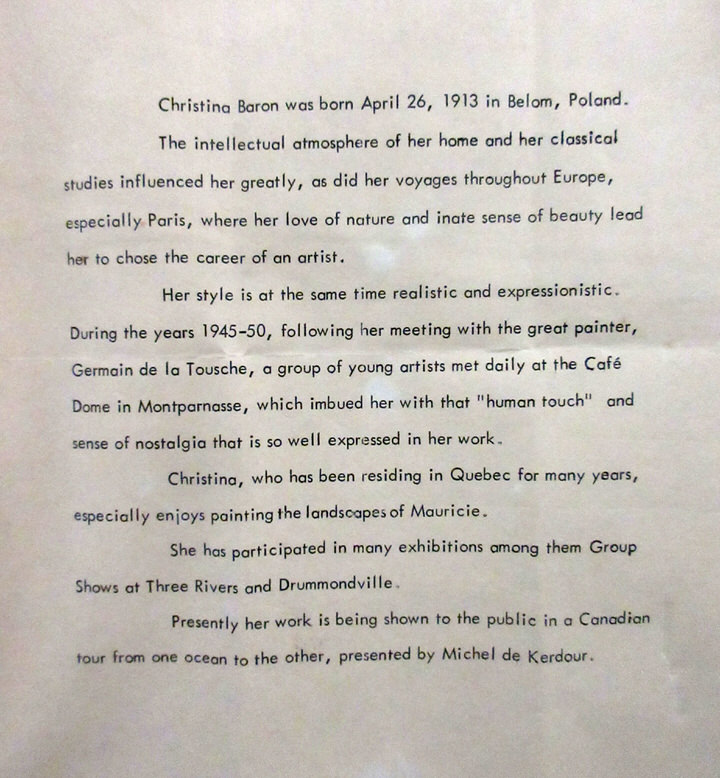 Christina Baron was born April 26, 1913 in Belom, Poland.
The intellectual atmosphere of her home and her classical
studies influenced her greatly, as did her voyages throughout Europe,
especially Paris, where her love of nature and inate sense of beauty lead
her to chose the career of an artist.
Her style is at the same time realistic and expressionistic.
During the years 1945-50, following her meeting with the great painter,
Germain de la Tousche, a group of young artists met daily at the Café
Dome in Montparnasse, which imbued her with that "human touch" and
sense of nostalgia that is so well expressed in her work.
Christina, who has been residing in Quebec for many years,
especially enjoys painting the landscapes of Mauricie.
She has participated in many exhibitions among them Group
Shows at Three Rivers and Drummondville.
Presently her work is being shown to the public in a Canadian
tour from one ocean to the other, presented by Michel de Kerdour.